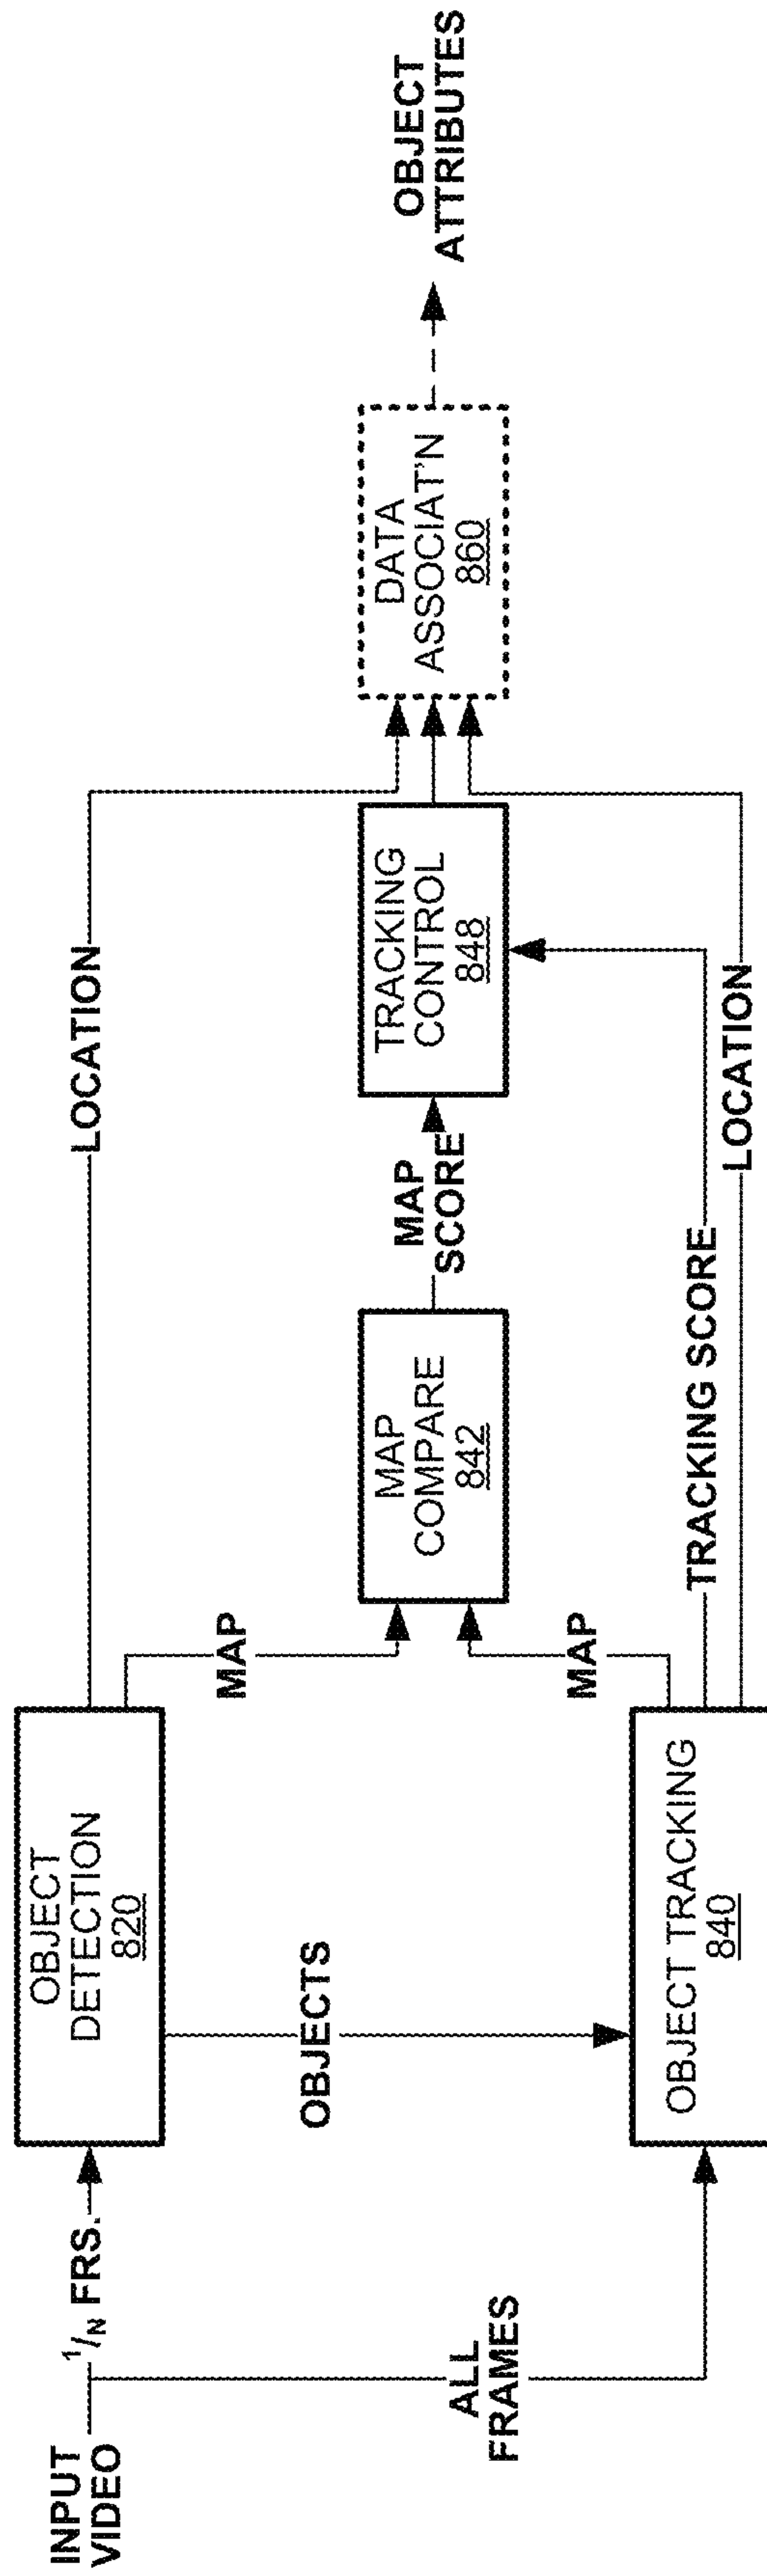 INPUT
VIDEO
1/N FRS.
ALL
FRAMES
OBJECT
DETECTION
820
OBJECTS
OBJECT TRACKING
840
MAP
MAP
LOCATION
MAP
COMPARE
842
TRACKING SCORE
MAP
SCORE
LOCATION
TRACKING
CONTROL
848
DATA
ASSOCIAT'N
860
OBJECT
ATTRIBUTES